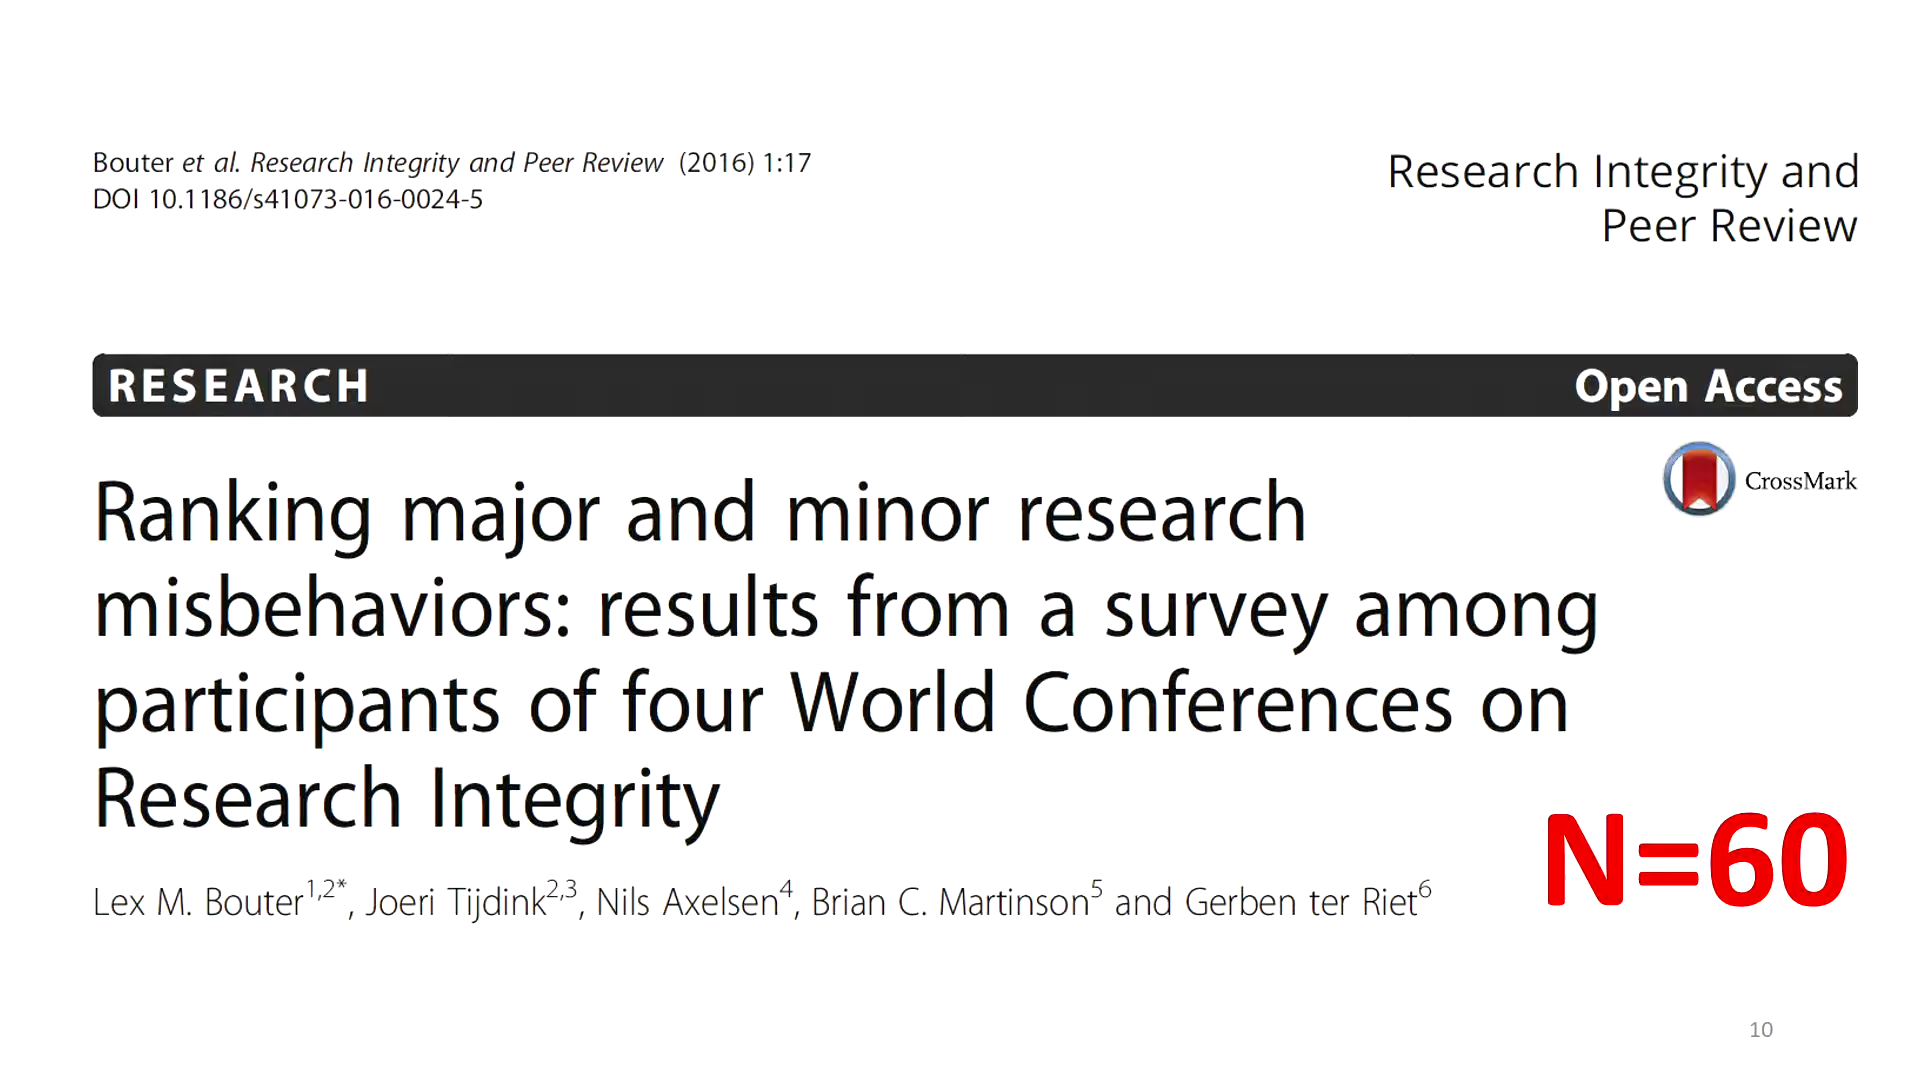 Bouter et al. Research Integrity and Peer Review (2016) 1:17
DOI 10.1186/s41073-016-0024-5
Research Integrity and
Peer Review
RESEARCH
Open Access
CrossMark
Ranking major and minor research
misbehaviors: results from a survey among
participants of four World Conferences on
Research Integrity
N=60
Lex M. Bouter1,2*, Joeri Tijdink2,3, Nils Axelsen4, Brian C. Martinson5 and Gerben ter Riet6
10